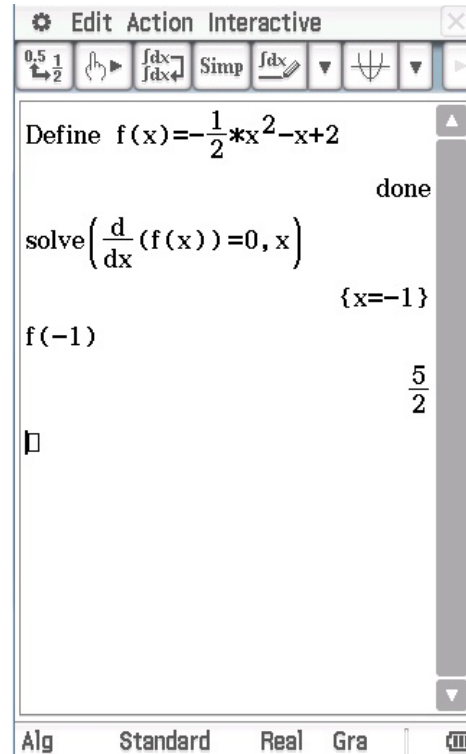 Edit Action Interactive
0.5 1/2 ∫dx ∫dx Simp ∫dx
Define f(x)=-1/2*x^2-x+2
done
solve(d/dx(f(x))=0,x)
{x=-1}
f(-1)
5/2
Alg Standard Real Gra